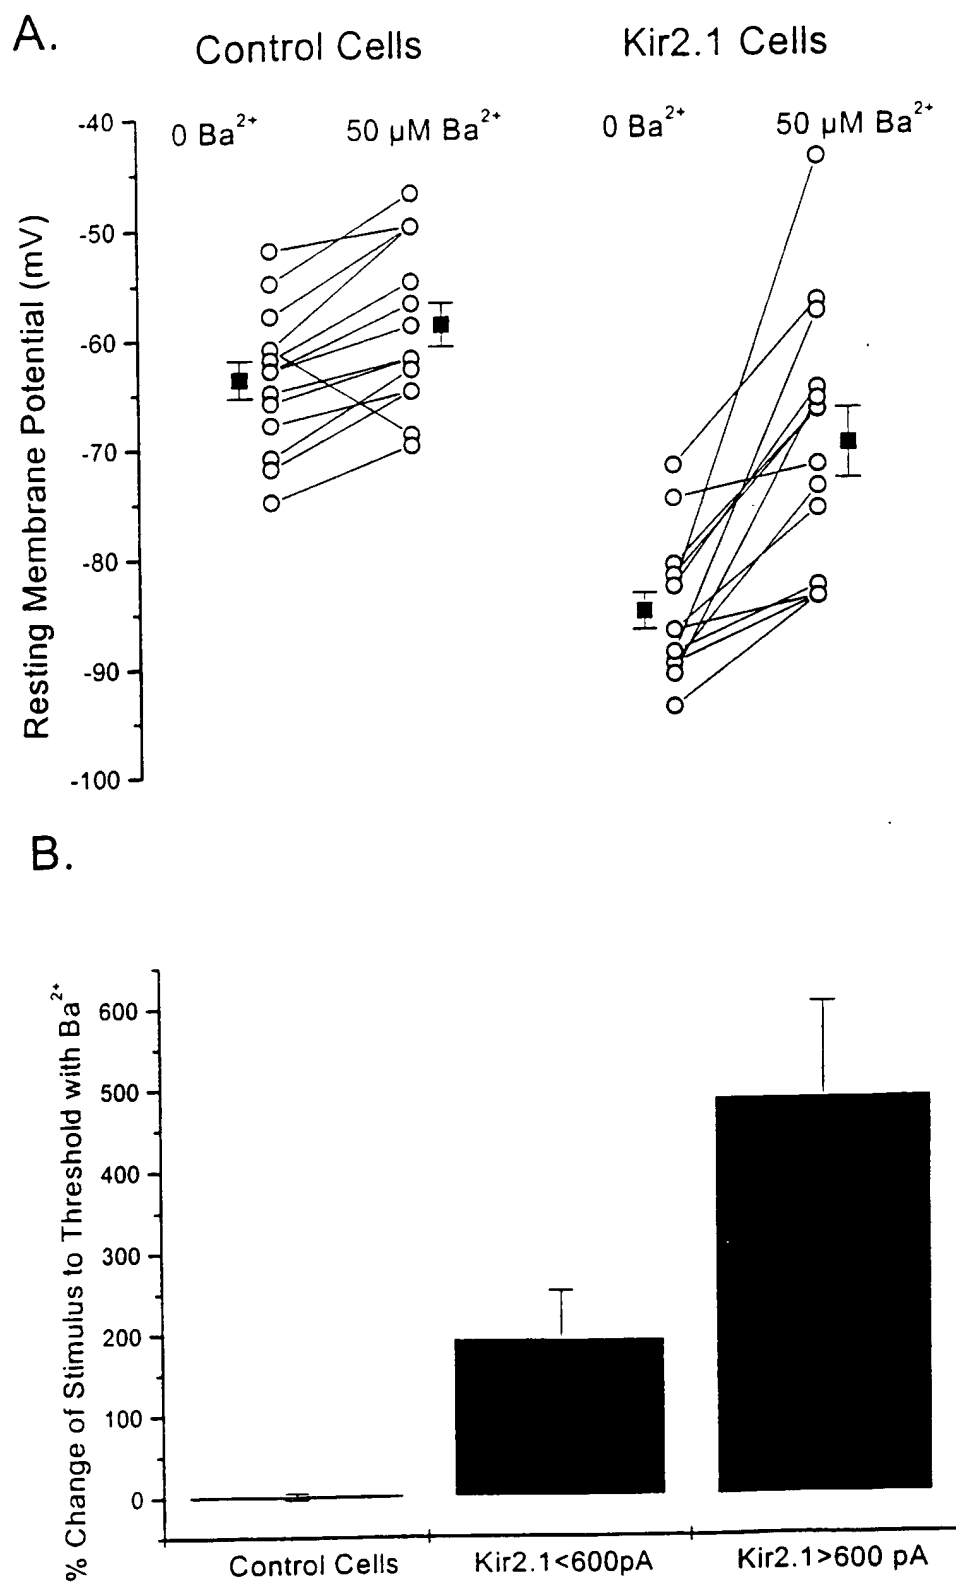 A.
Control Cells
Kir2.1 Cells
0 Ba²⁺
50 µM Ba²⁺
0 Ba²⁺
50 µM Ba²⁺
Resting Membrane Potential (mV)
-40
-50
-60
-70
-80
-90
-100
B.
% Change of Stimulus to Threshold with Ba²⁺
600
500
400
300
200
100
0
Control Cells
Kir2.1<600pA
Kir2.1>600 pA